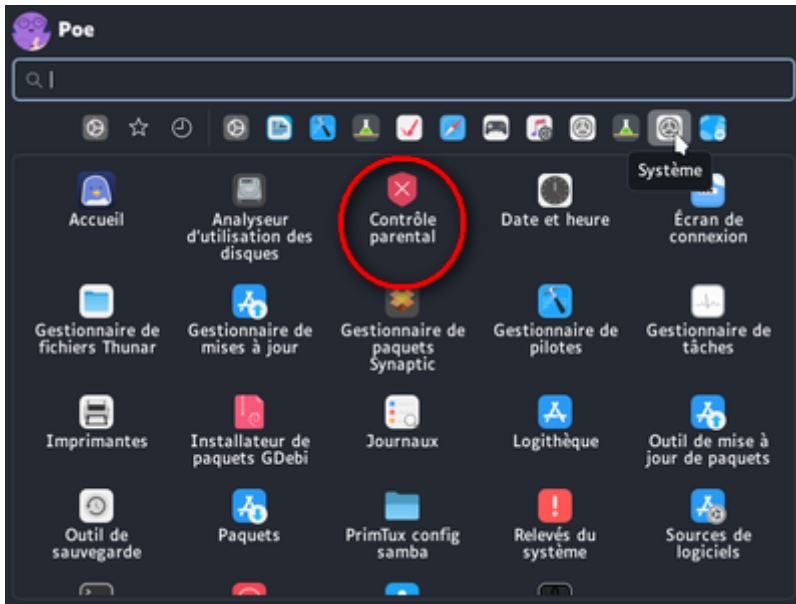 Poe
Système
Accueil
Analyseur
d'utilisation des
disques
Contrôle
parental
Date et heure
Écran de
connexion
Gestionnaire de
fichiers Thunar
Gestionnaire de
mises à jour
Gestionnaire de
paquets
Synaptic
Gestionnaire de
pilotes
Gestionnaire de
tâches
Imprimantes
Installateur de
paquets GDebi
Journaux
Logithèque
Outil de mise à
jour de paquets
Outil de
sauvegarde
Paquets
PrimTux config
samba
Relevés du
système
Sources de
logiciels